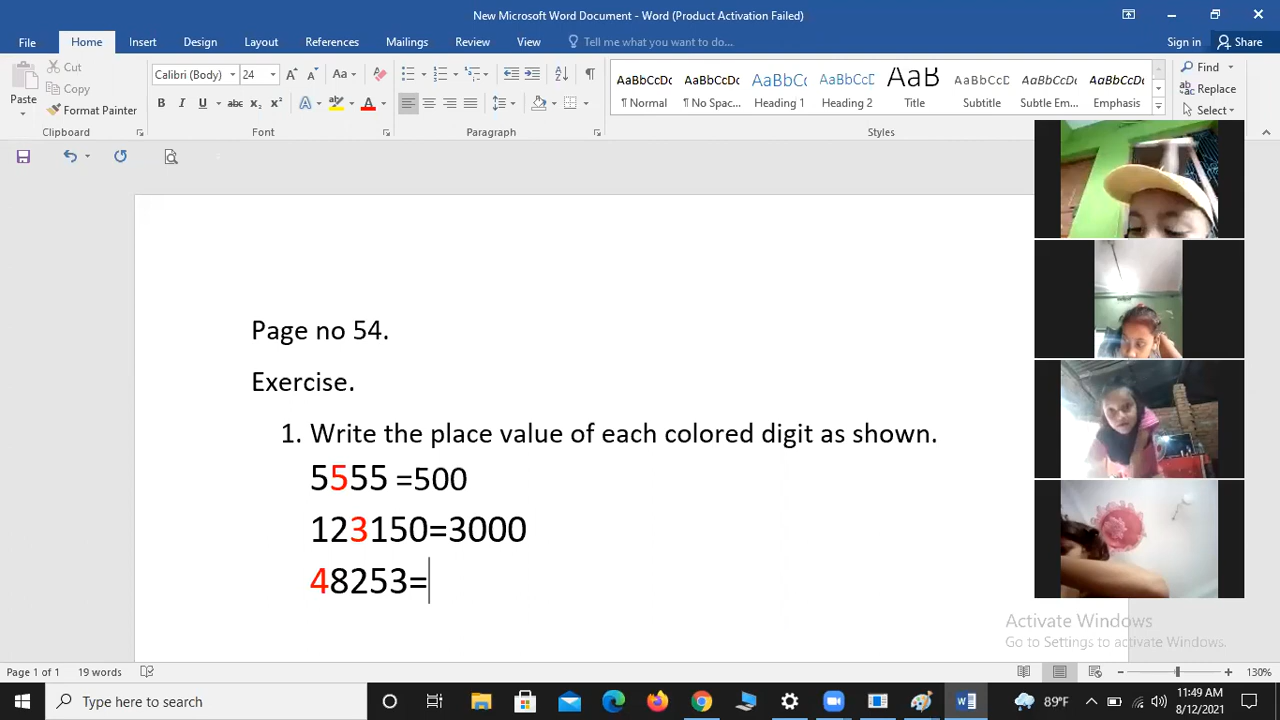 New Microsoft Word Document - Word (Product Activation Failed)
File Home Insert Design Layout References Mailings Review View Tell me what you want to do... Sign in Share
Paste Cut Copy Format Painter Clipboard
Calibri (Body) 24 Aa Font
Paragraph
AaBbCcDc AaBbCcDc AaBbCc AaBbCcE AaB AaBbCcD AaBbCcDc AaBbCcDc
¶ Normal ¶ No Spac... Heading 1 Heading 2 Title Subtitle Subtle Em... Emphasis
Styles
Find Replace Select
Page no 54.
Exercise.
1. Write the place value of each colored digit as shown.
5555 =500
123150=3000
48253=
Activate Windows
Go to Settings to activate Windows.
Page 1 of 1 19 words 130%
Type here to search 89°F 11:49 AM
8/12/2021